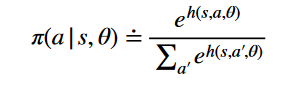 π(a|s, θ) ≐ e^{h(s,a,θ)} / ∑_{a'} e^{h(s,a',θ)}